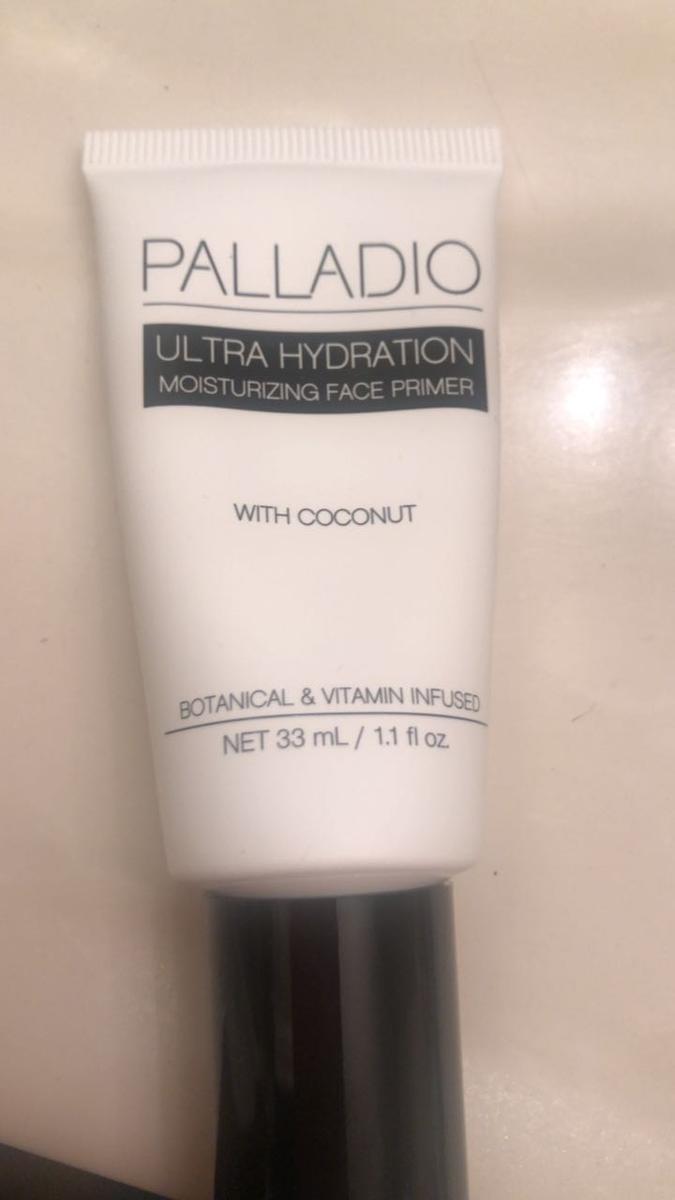 PALLADIO
ULTRA HYDRATION
MOISTURIZING FACE PRIMER
WITH COCONUT
BOTANICAL & VITAMIN INFUSED
NET 33 mL / 1.1 fl oz.